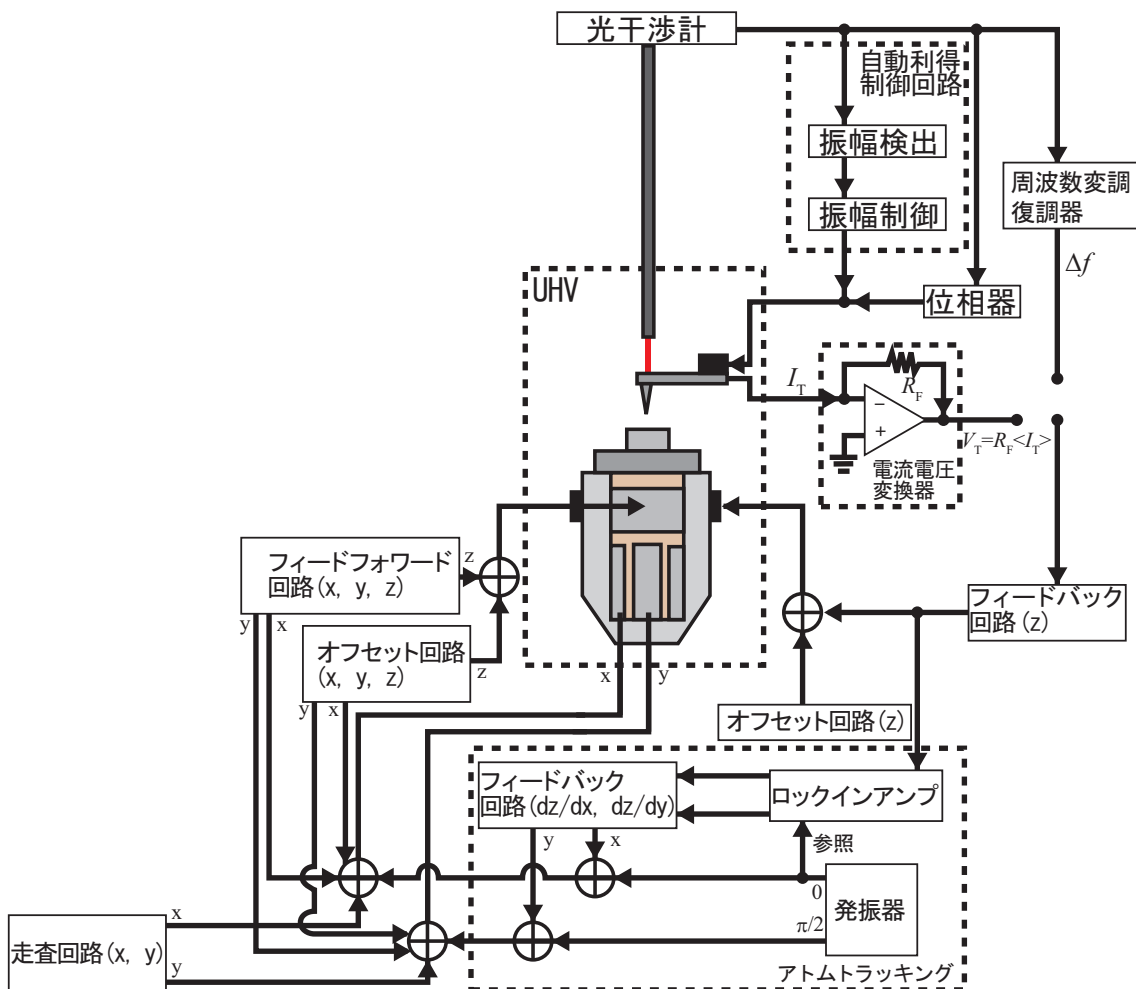 光干渉計
自動利得
制御回路
振幅検出
振幅制御
周波数変調
復調器
Δf
位相器
UHV
I_T
R_F
−
+
V_T=R_F<I_T>
電流電圧
変換器
フィードフォワード
回路(x, y, z)
z
y
x
オフセット回路
(x, y, z)
z
y
x
x
y
フィードバック
回路(z)
オフセット回路(z)
フィードバック
回路(dz/dx, dz/dy)
ロックインアンプ
y
x
参照
0
π/2
発振器
走査回路(x, y)
x
y
アトムトラッキング